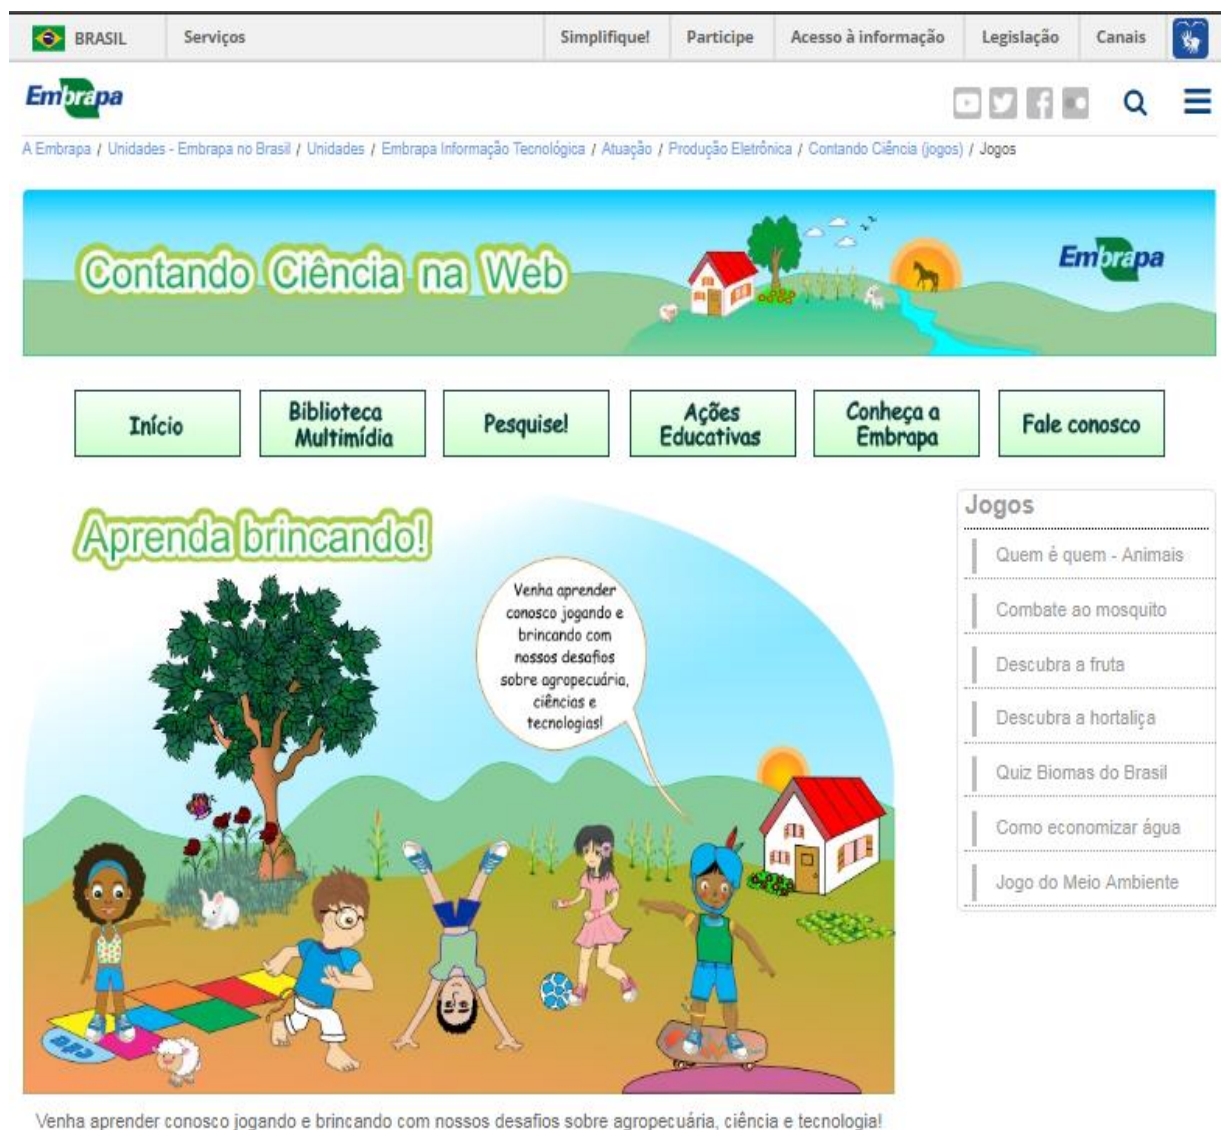 BRASIL Serviços Simplifique! Participe Acesso à informação Legislação Canais
Embrapa
A Embrapa / Unidades - Embrapa no Brasil / Unidades / Embrapa Informação Tecnológica / Atuação / Produção Eletrônica / Contando Ciência (jogos) / Jogos
Contando Ciência na Web
Embrapa
Início
Biblioteca
Multimídia
Pesquise!
Ações
Educativas
Conheça a
Embrapa
Fale conosco
Aprenda brincando!
Venha aprender
conosco jogando e
brincando com
nossos desafios
sobre agropecuária,
ciências e
tecnologias!
céu
Jogos
Quem é quem - Animais
Combate ao mosquito
Descubra a fruta
Descubra a hortaliça
Quiz Biomas do Brasil
Como economizar água
Jogo do Meio Ambiente
Venha aprender conosco jogando e brincando com nossos desafios sobre agropecuária, ciência e tecnologia!